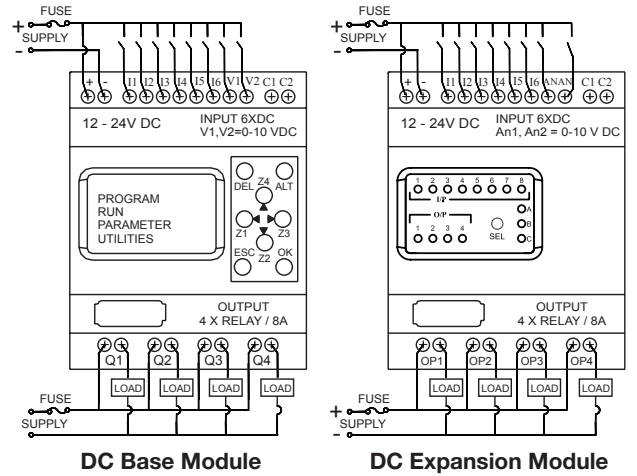 FUSE
+
SUPPLY
-
+ - I1 I2 I3 I4 I5 I6 V1 V2 C1 C2
12 - 24V DC
INPUT 6XDC
V1,V2=0-10 VDC
PROGRAM
RUN
PARAMETER
UTILITIES
DEL Z4 ALT
Z1 Z3
ESC Z2 OK
OUTPUT
4 X RELAY / 8A
Q1 Q2 Q3 Q4
LOAD LOAD LOAD LOAD
FUSE
+
SUPPLY
-
DC Base Module
FUSE
+
SUPPLY
-
+ - I1 I2 I3 I4 I5 I6 ANAN C1 C2
12 - 24V DC
INPUT 6XDC
An1, An2 = 0-10 V DC
1 2 3 4 5 6 7 8
I/P
O/P
1 2 3 4
SEL
A
B
C
OUTPUT
4 X RELAY / 8A
OP1 OP2 OP3 OP4
LOAD LOAD LOAD LOAD
FUSE
+
SUPPLY
-
DC Expansion Module